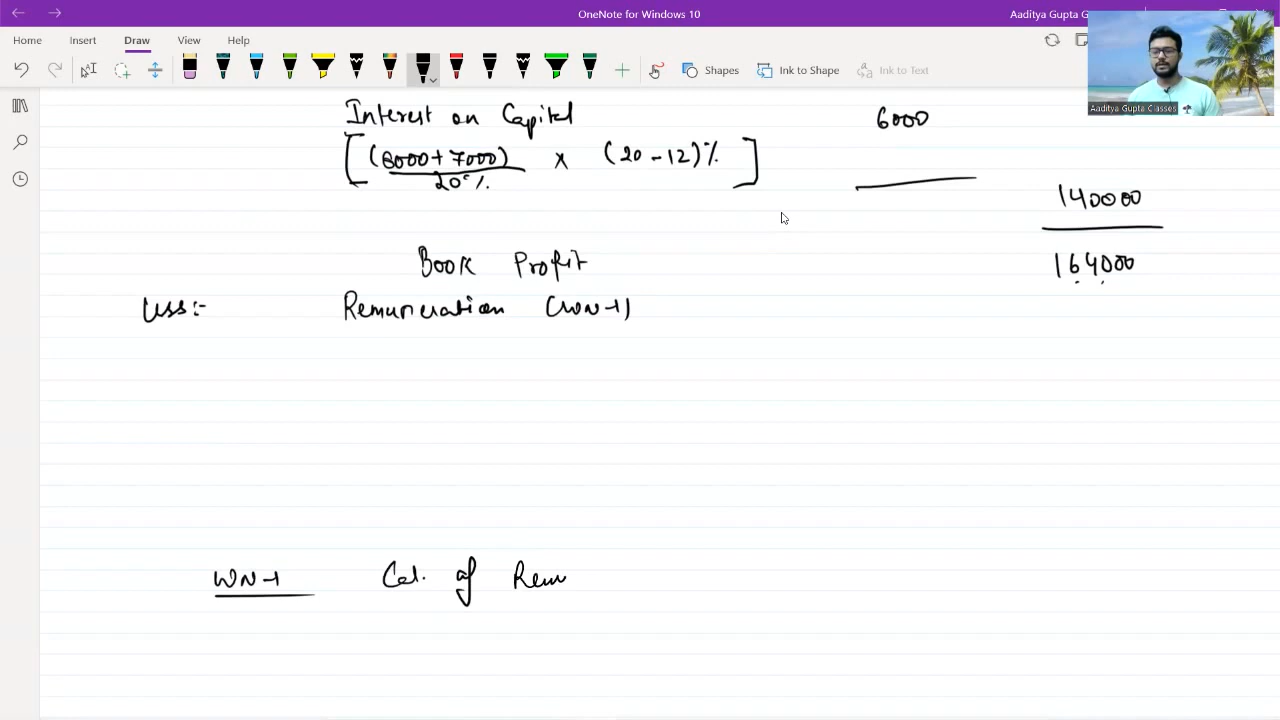 OneNote for Windows 10
Aaditya Gupta G
Home Insert Draw View Help
Shapes Ink to Shape Ink to Text
Aaditya Gupta Classes
Interest on Capital 6000
[(8000+7000) / 20% × (20-12)%]
140000
Book Profit 164000
Less:- Remuneration (WN-1)
WN-1 Cal. of Rem